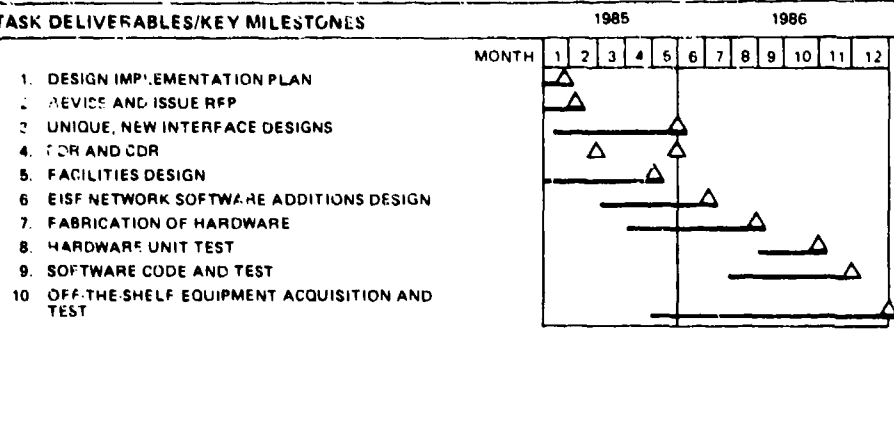 TASK DELIVERABLES/KEY MILESTONES 1985 1986
MONTH 1 2 3 4 5 6 7 8 9 10 11 12
1. DESIGN IMPLEMENTATION PLAN
AND ISSUE RFP
UNIQUE, NEW INTERFACE DESIGNS
4. AND CDR
5. FACILITIES DESIGN
6 EISF NETWORK SOFTWARE ADDITIONS DESIGN
7. FABRICATION OF HARDWARE
8. HARDWARE UNIT TEST
9. SOFTWARE CODE AND TEST
10 OFF-THE-SHELF EQUIPMENT ACQUISITION AND
TEST